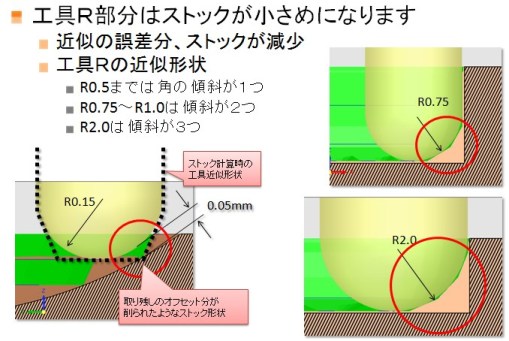 工具R部分はストックが小さめになります
近似の誤差分、ストックが減少
工具Rの近似形状
R0.5までは角の傾斜が1つ
R0.75～R1.0は傾斜が2つ
R2.0は傾斜が3つ
R0.75
ストック計算時の
工具近似形状
R0.15
0.05mm
R2.0
取り残しのオフセット分が
削られたようなストック形状